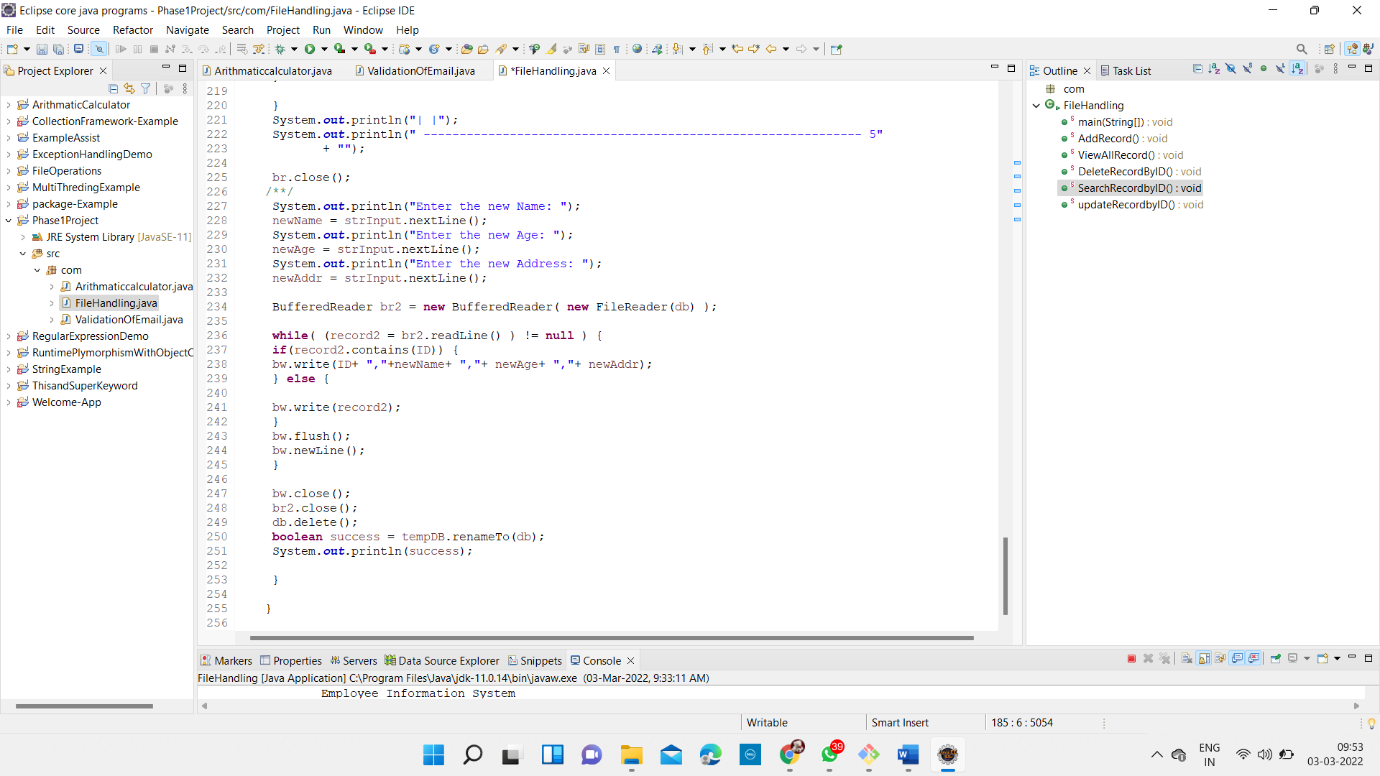 Eclipse core java programs - Phase1Project/src/com/FileHandling.java - Eclipse IDE
File Edit Source Refactor Navigate Search Project Run Window Help
Project Explorer
ArithmaticCalculator
CollectionFramework-Example
ExampleAssist
ExceptionHandlingDemo
FileOperations
MultiThredingExample
package-Example
Phase1Project
JRE System Library [JavaSE-11]
src
com
Arithmaticcalculator.java
FileHandling.java
ValidationOfEmail.java
RegularExpressionDemo
RuntimePlymorphismWithObjectC
StringExample
ThisandSuperKeyword
Welcome-App
Arithmaticcalculator.java ValidationOfEmail.java *FileHandling.java
219
220 }
221 System.out.println("| |");
222 System.out.println(" ------------------------------------------------------------- 5"
223 + "");
224
225 br.close();
226 /**/
227 System.out.println("Enter the new Name: ");
228 newName = strInput.nextLine();
229 System.out.println("Enter the new Age: ");
230 newAge = strInput.nextLine();
231 System.out.println("Enter the new Address: ");
232 newAddr = strInput.nextLine();
233
234 BufferedReader br2 = new BufferedReader( new FileReader(db) );
235
236 while( (record2 = br2.readLine() ) != null ) {
237 if(record2.contains(ID)) {
238 bw.write(ID+ ","+newName+ ","+ newAge+ ","+ newAddr);
239 } else {
240
241 bw.write(record2);
242 }
243 bw.flush();
244 bw.newLine();
245 }
246
247 bw.close();
248 br2.close();
249 db.delete();
250 boolean success = tempDB.renameTo(db);
251 System.out.println(success);
252
253 }
254
255 }
256
Outline Task List
com
FileHandling
main(String[]) : void
AddRecord() : void
ViewAllRecord() : void
DeleteRecordByID() : void
SearchRecordbyID() : void
updateRecordbyID() : void
Markers Properties Servers Data Source Explorer Snippets Console
FileHandling [Java Application] C:\Program Files\Java\jdk-11.0.14\bin\javaw.exe (03-Mar-2022, 9:33:11 AM)
Employee Information System
Writable Smart Insert 185 : 6 : 5054
39
ENG
IN
09:53
03-03-2022